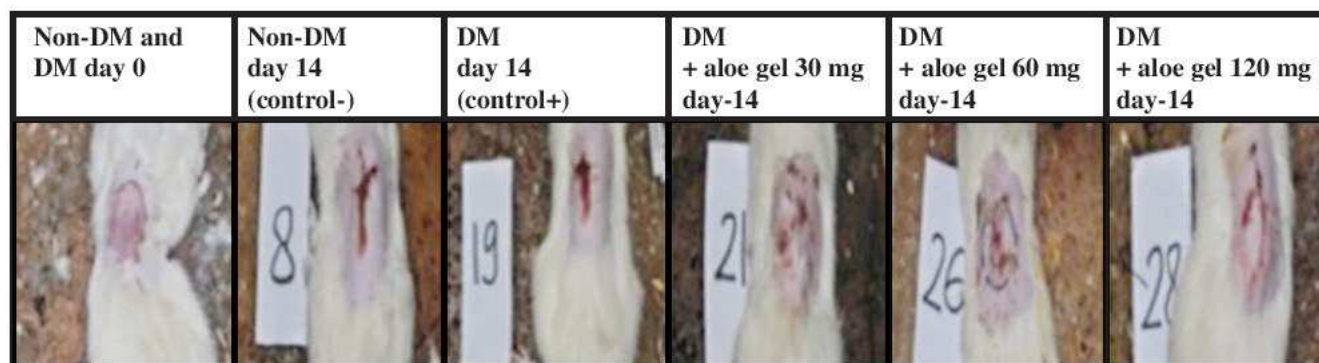 Non-DM and
DM day 0
Non-DM
day 14
(control-)
DM
day 14
(control+)
DM
+ aloe gel 30 mg
day-14
DM
+ aloe gel 60 mg
day-14
DM
+ aloe gel 120 mg
day-14
8
19
21
26
28